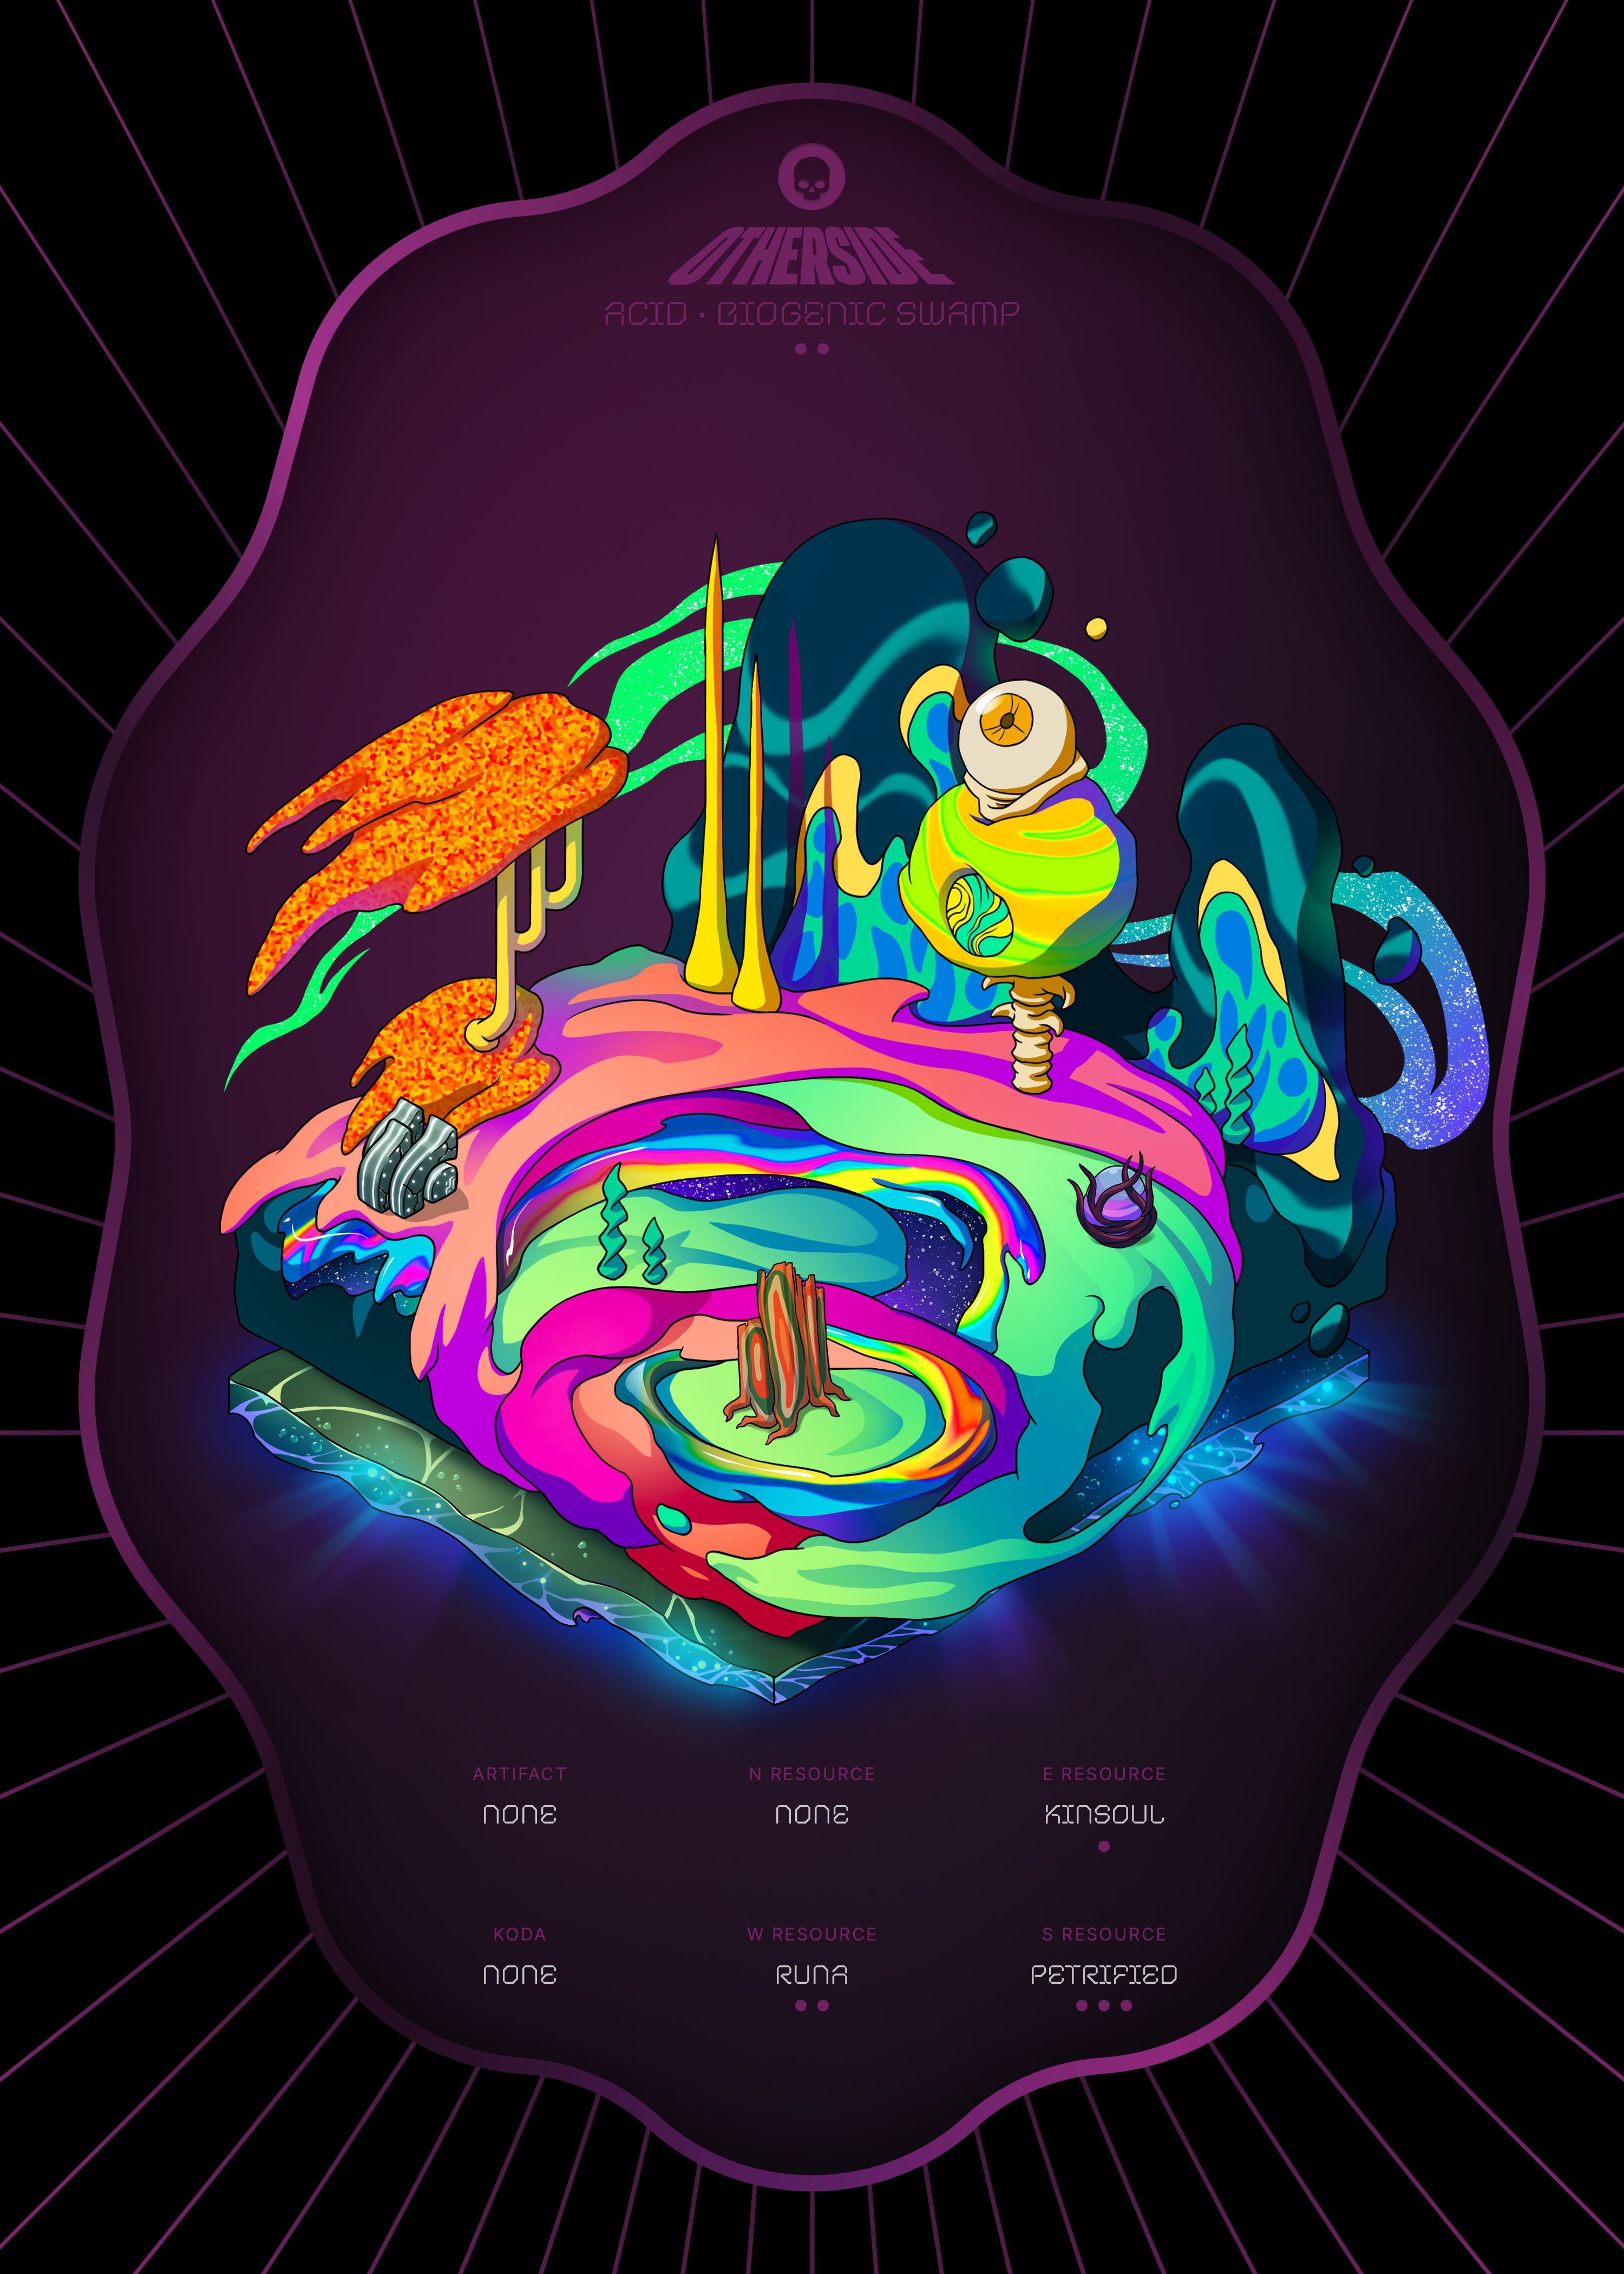 OTHERSIDE
ACID · BIOGENIC SWAMP
ARTIFACT
NONE
N RESOURCE
NONE
E RESOURCE
KINSOUL
KODA
NONE
W RESOURCE
RUNA
S RESOURCE
PETRIFIED